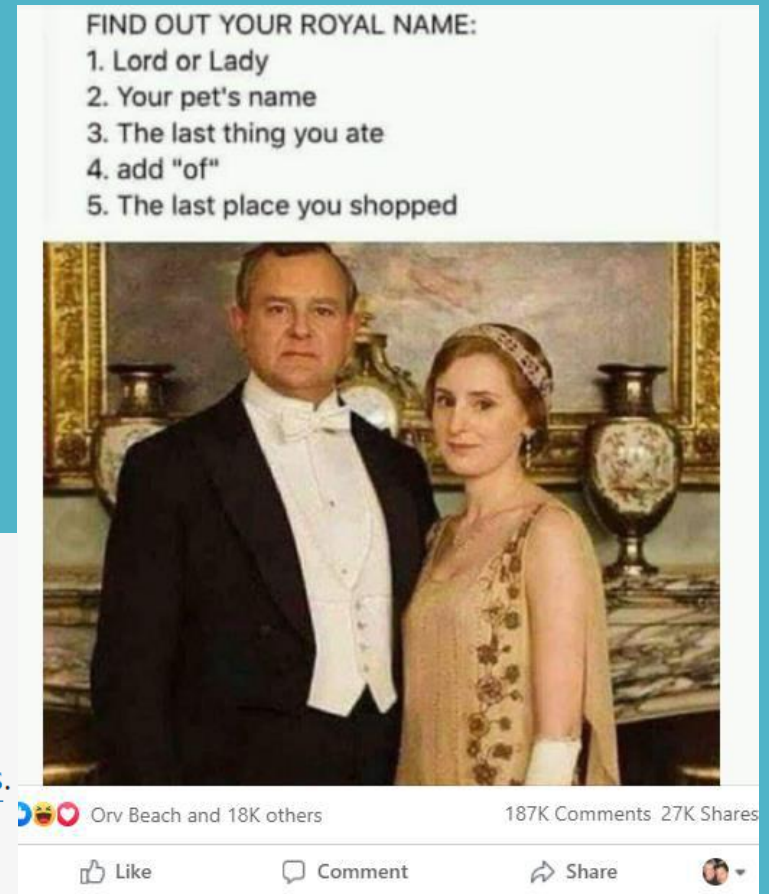 FIND OUT YOUR ROYAL NAME:
1. Lord or Lady
2. Your pet's name
3. The last thing you ate
4. add "of"
5. The last place you shopped
Orv Beach and 18K others
187K Comments 27K Shares
Like
Comment
Share